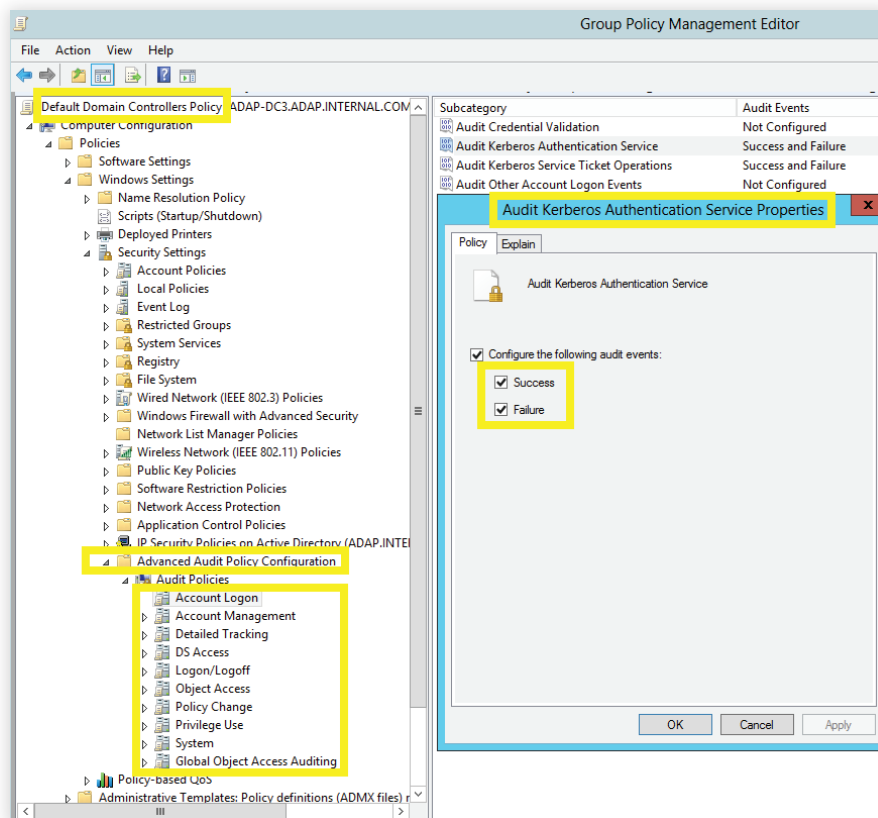 Group Policy Management Editor
File Action View Help
Default Domain Controllers Policy ADAP-DC3.ADAP.INTERNAL.COM
Computer Configuration
Policies
Software Settings
Windows Settings
Name Resolution Policy
Scripts (Startup/Shutdown)
Deployed Printers
Security Settings
Account Policies
Local Policies
Event Log
Restricted Groups
System Services
Registry
File System
Wired Network (IEEE 802.3) Policies
Windows Firewall with Advanced Security
Network List Manager Policies
Wireless Network (IEEE 802.11) Policies
Public Key Policies
Software Restriction Policies
Network Access Protection
Application Control Policies
IP Security Policies on Active Directory (ADAP.INTE
Advanced Audit Policy Configuration
Audit Policies
Account Logon
Account Management
Detailed Tracking
DS Access
Logon/Logoff
Object Access
Policy Change
Privilege Use
System
Global Object Access Auditing
Policy-based QoS
Administrative Templates: Policy definitions (ADMX files) r
Subcategory Audit Events
Audit Credential Validation Not Configured
Audit Kerberos Authentication Service Success and Failure
Audit Kerberos Service Ticket Operations Success and Failure
Audit Other Account Logon Events Not Configured
Audit Kerberos Authentication Service Properties x
Policy Explain
Audit Kerberos Authentication Service
Configure the following audit events:
Success
Failure
OK Cancel Apply